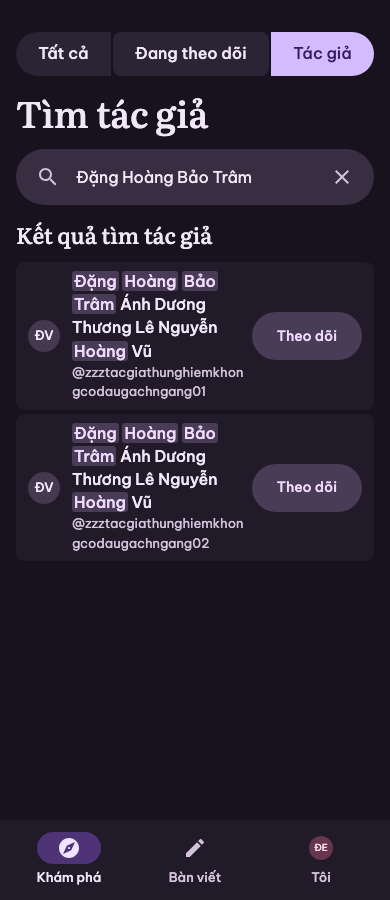 Tất cả Đang theo dõi Tác giả
Tìm tác giả
Đặng Hoàng Bảo Trâm
Kết quả tìm tác giả
ĐV
Đặng Hoàng Bảo
Trâm Ánh Dương
Thương Lê Nguyễn
Hoàng Vũ
@zzztacgiathunghiemkhon
gcodaugachngang01
Theo dõi
ĐV
Đặng Hoàng Bảo
Trâm Ánh Dương
Thương Lê Nguyễn
Hoàng Vũ
@zzztacgiathunghiemkhon
gcodaugachngang02
Theo dõi
ĐE
Khám phá Bàn viết Tôi